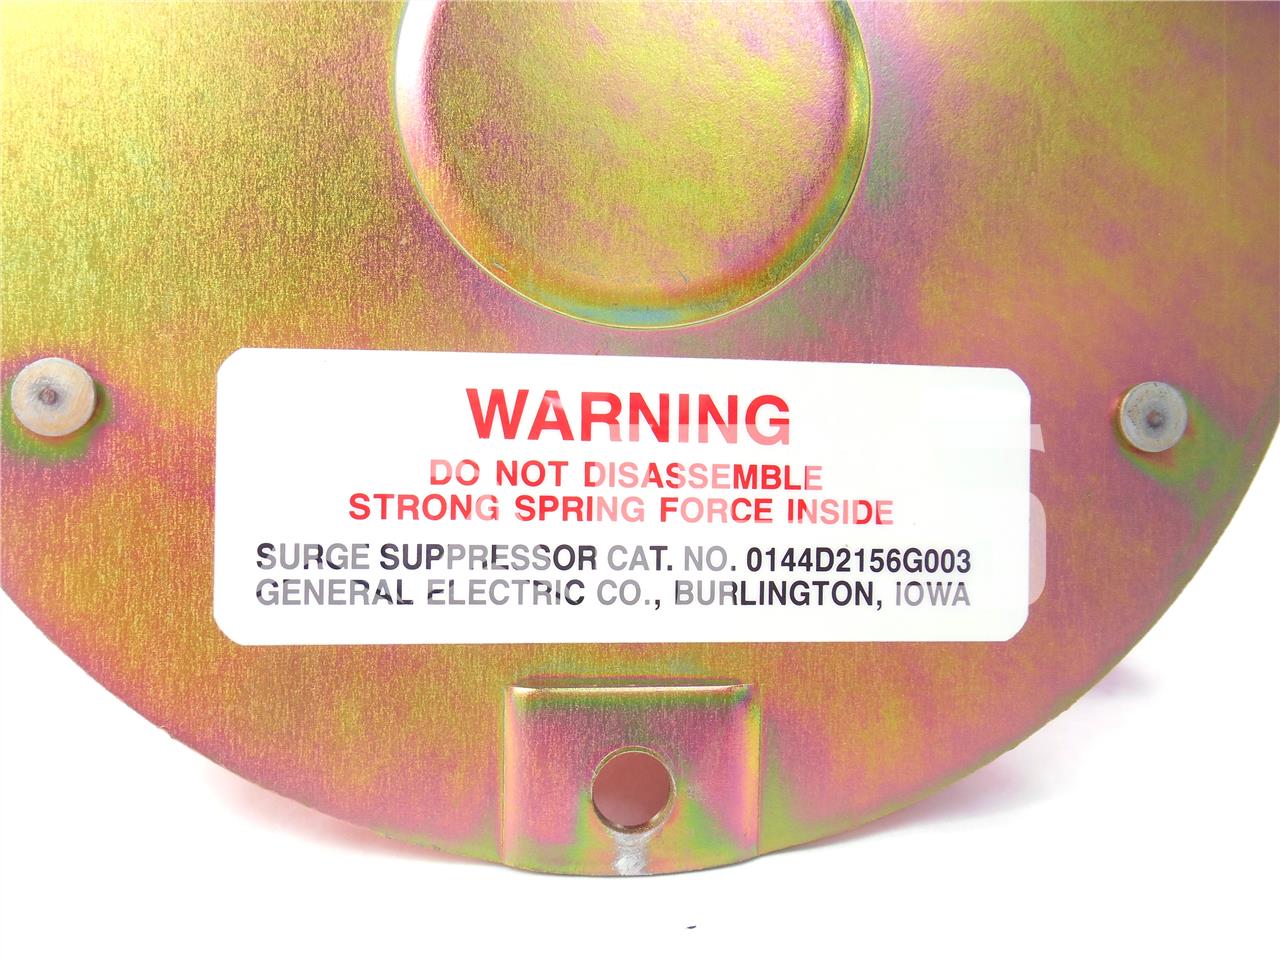 WARNING
DO NOT DISASSEMBLE
STRONG SPRING FORCE INSIDE
SURGE SUPPRESSOR CAT. NO. 0144D2156G003
GENERAL ELECTRIC CO., BURLINGTON, IOWA